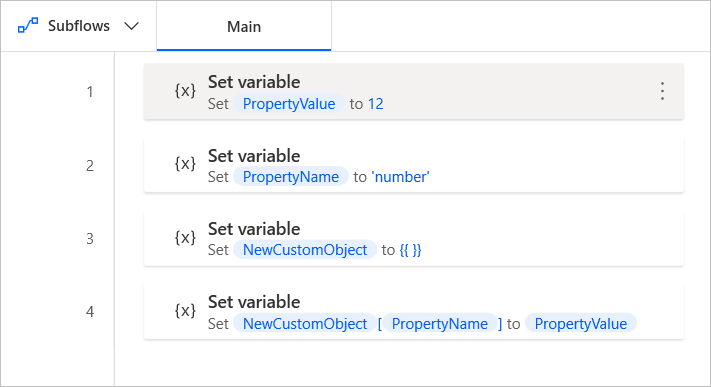 Subflows
Main
1
{x}
Set variable
Set PropertyValue to 12
2
{x}
Set variable
Set PropertyName to 'number'
3
{x}
Set variable
Set NewCustomObject to {{ }}
4
{x}
Set variable
Set NewCustomObject [ PropertyName ] to PropertyValue